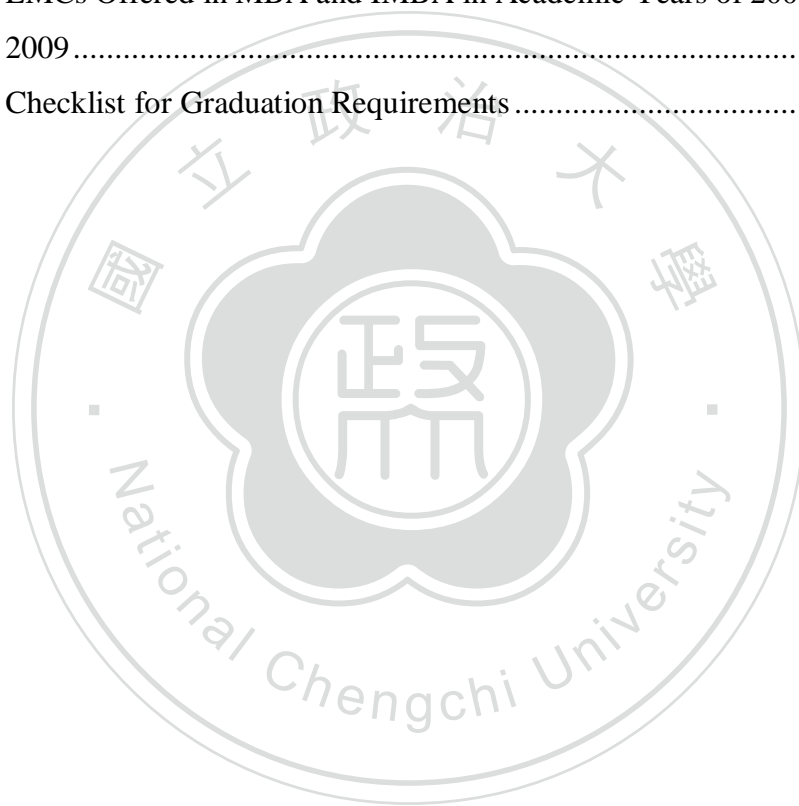 EMCs Offered in MBA and IMBA in Academic Years of 200
2009
Checklist for Graduation Requirements
國立政治大學
政
National Chengchi University